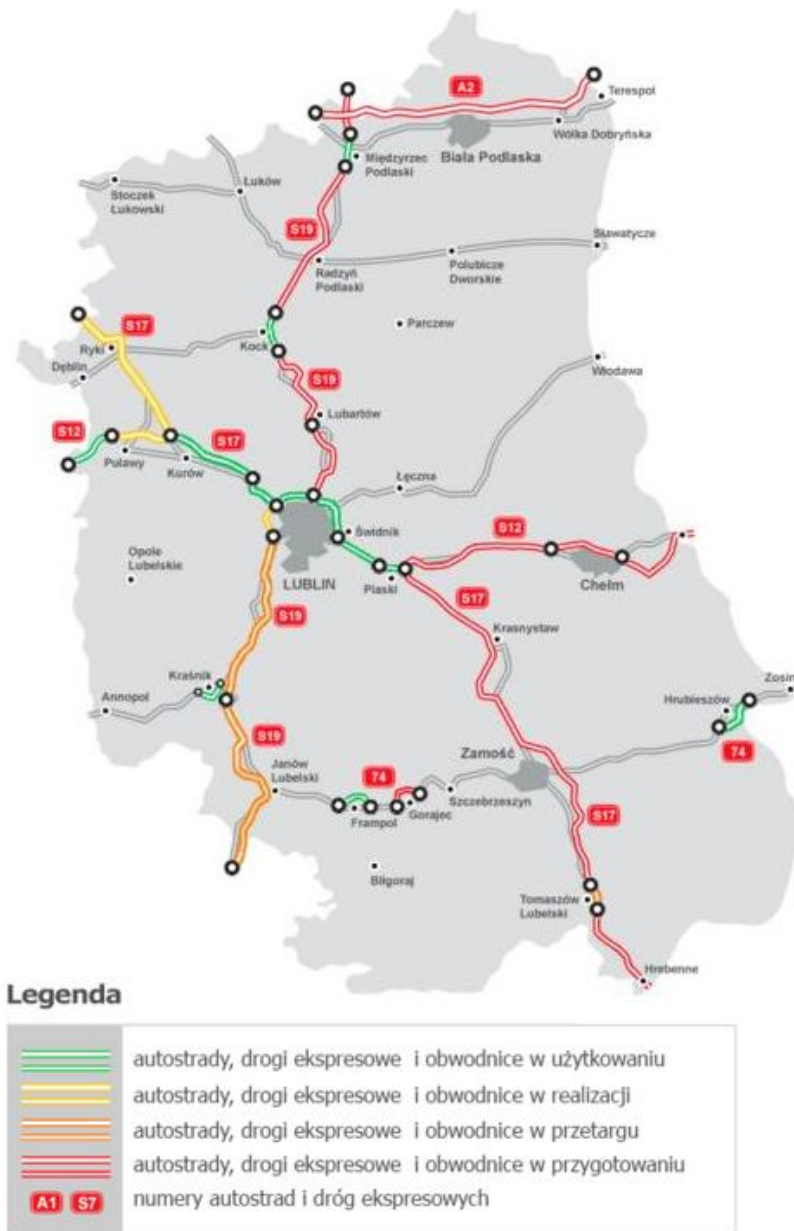 A2
Terespol
Wólka Dobryńska
Biała Podlaska
Międzyrzec
Podlaski
Łuków
Stoczek
Łukowski
S19
Sławatycze
Radzyń
Podlaski
Polubicze
Dworskie
S17
Parczew
Ryki
Kock
Dęblin
Włodawa
S19
Lubartów
S12
S17
Puławy
Kurów
Łęczna
Świdnik
S12
Opole
Lubelskie
LUBLIN
Piaski
Chełm
S17
S19
Krasnystaw
Kraśnik
Annopol
Zosin
Hrubieszów
S19
Zamość
74
Janów
Lubelski
74
Szczebrzeszyn
Frampol
Gorajec
S17
Biłgoraj
Tomaszów
Lubelski
Hrebenne
Legenda
autostrady, drogi ekspresowe i obwodnice w użytkowaniu
autostrady, drogi ekspresowe i obwodnice w realizacji
autostrady, drogi ekspresowe i obwodnice w przetargu
autostrady, drogi ekspresowe i obwodnice w przygotowaniu
A1 S7 numery autostrad i dróg ekspresowych